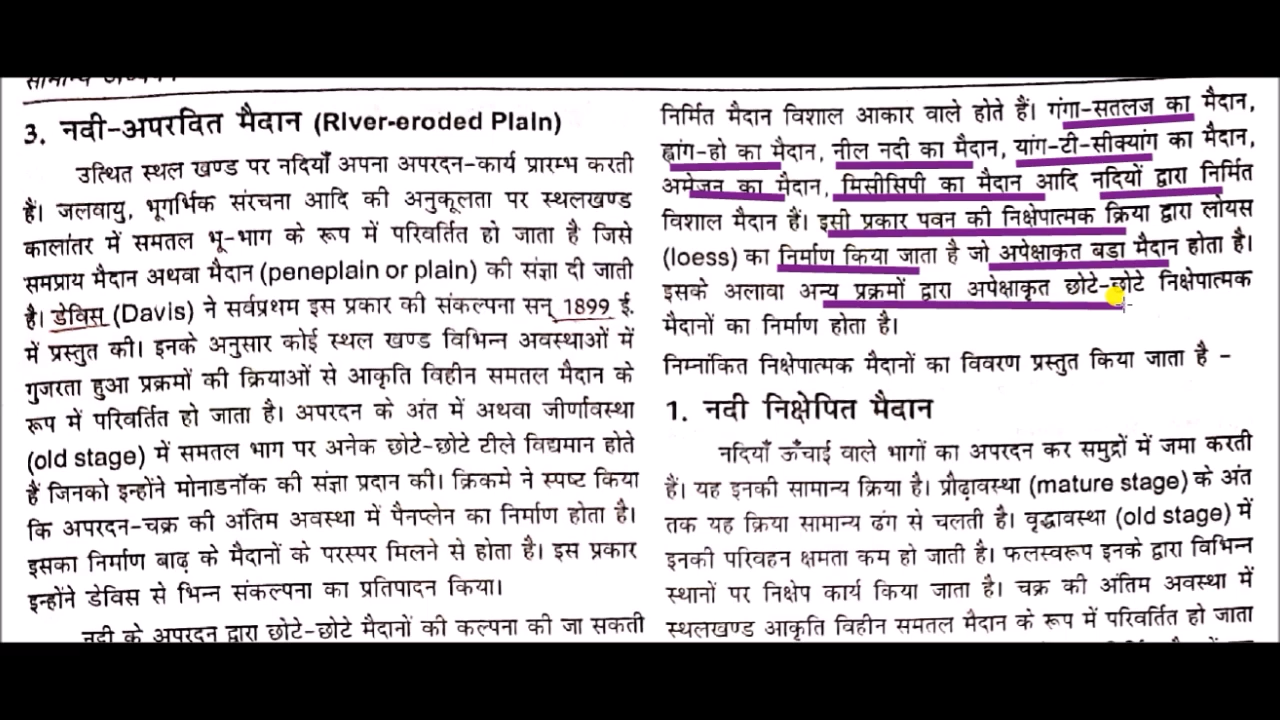 3. नदी-अपरदित मैदान (River-eroded Plain)
उत्थित स्थल खण्ड पर नदियाँ अपना अपरदन-कार्य प्रारम्भ करती
हैं। जलवायु, भूगर्भिक संरचना आदि की अनुकूलता पर स्थलखण्ड
कालांतर में समतल भू-भाग के रूप में परिवर्तित हो जाता है जिसे
समप्राय मैदान अथवा मैदान (peneplain or plain) की संज्ञा दी जाती
है। डेविस (Davis) ने सर्वप्रथम इस प्रकार की संकल्पना सन् 1899 ई.
में प्रस्तुत की। इनके अनुसार कोई स्थल खण्ड विभिन्न अवस्थाओं में
गुजरता हुआ प्रक्रमों की क्रियाओं से आकृति विहीन समतल मैदान के
रूप में परिवर्तित हो जाता है। अपरदन के अंत में अथवा जीर्णावस्था
(old stage) में समतल भाग पर अनेक छोटे-छोटे टीले विद्यमान होते
हैं जिनको इन्होंने मोनाडनॉक की संज्ञा प्रदान की। क्रिकमे ने स्पष्ट किया
कि अपरदन-चक्र की अंतिम अवस्था में पैनप्लेन का निर्माण होता है।
इसका निर्माण बाढ़ के मैदानों के परस्पर मिलने से होता है। इस प्रकार
इन्होंने डेविस से भिन्न संकल्पना का प्रतिपादन किया।
नदी के अपरदन द्वारा छोटे-छोटे मैदानों की कल्पना की जा सकती
निर्मित मैदान विशाल आकार वाले होते हैं। गंगा-सतलज का मैदान,
ह्वांग-हो का मैदान, नील नदी का मैदान, यांग-टी-सीक्यांग का मैदान,
अमेजन का मैदान, मिसीसिपी का मैदान आदि नदियों द्वारा निर्मित
विशाल मैदान हैं। इसी प्रकार पवन की निक्षेपात्मक क्रिया द्वारा लोयस
(loess) का निर्माण किया जाता है जो अपेक्षाकृत बड़ा मैदान होता है।
इसके अलावा अन्य प्रक्रमों द्वारा अपेक्षाकृत छोटे-छोटे निक्षेपात्मक
मैदानों का निर्माण होता है।
निम्नांकित निक्षेपात्मक मैदानों का विवरण प्रस्तुत किया जाता है -
1. नदी निक्षेपित मैदान
नदियाँ ऊँचाई वाले भागों का अपरदन कर समुद्रों में जमा करती
हैं। यह इनकी सामान्य क्रिया है। प्रौढ़ावस्था (mature stage) के अंत
तक यह क्रिया सामान्य ढंग से चलती है। वृद्धावस्था (old stage) में
इनकी परिवहन क्षमता कम हो जाती है। फलस्वरूप इनके द्वारा विभिन्न
स्थानों पर निक्षेप कार्य किया जाता है। चक्र की अंतिम अवस्था में
स्थलखण्ड आकृति विहीन समतल मैदान के रूप में परिवर्तित हो जाता